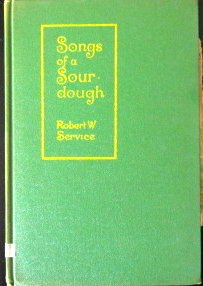 Songs
of a
Sour-
dough
Robert W
Service